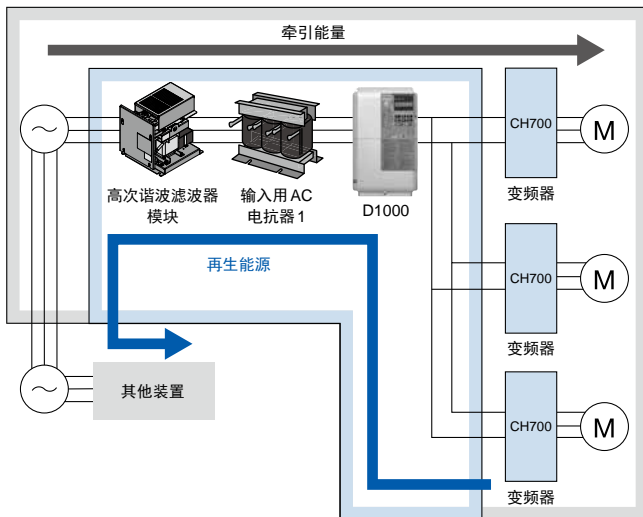 牵引能量
CH700
M
变频器
高次谐波滤波器
模块
输入用AC
电抗器1
D1000
再生能源
CH700
M
变频器
其他装置
CH700
M
变频器